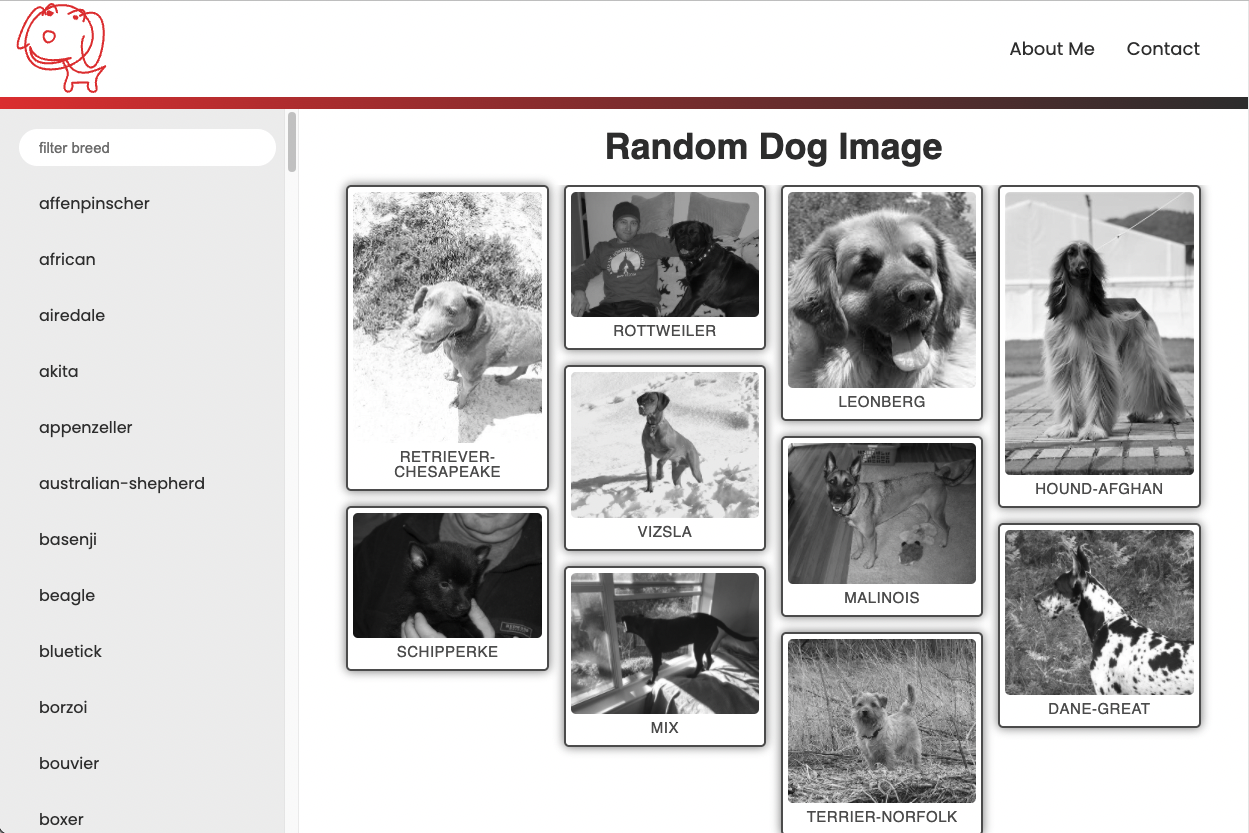 About Me
Contact
filter breed
affenpinscher
african
airedale
akita
appenzeller
australian-shepherd
basenji
beagle
bluetick
borzoi
bouvier
boxer
Random Dog Image
RETRIEVER-
CHESAPEAKE
SCHIPPERKE
ROTTWEILER
VIZSLA
MIX
LEONBERG
MALINOIS
TERRIER-NORFOLK
HOUND-AFGHAN
DANE-GREAT